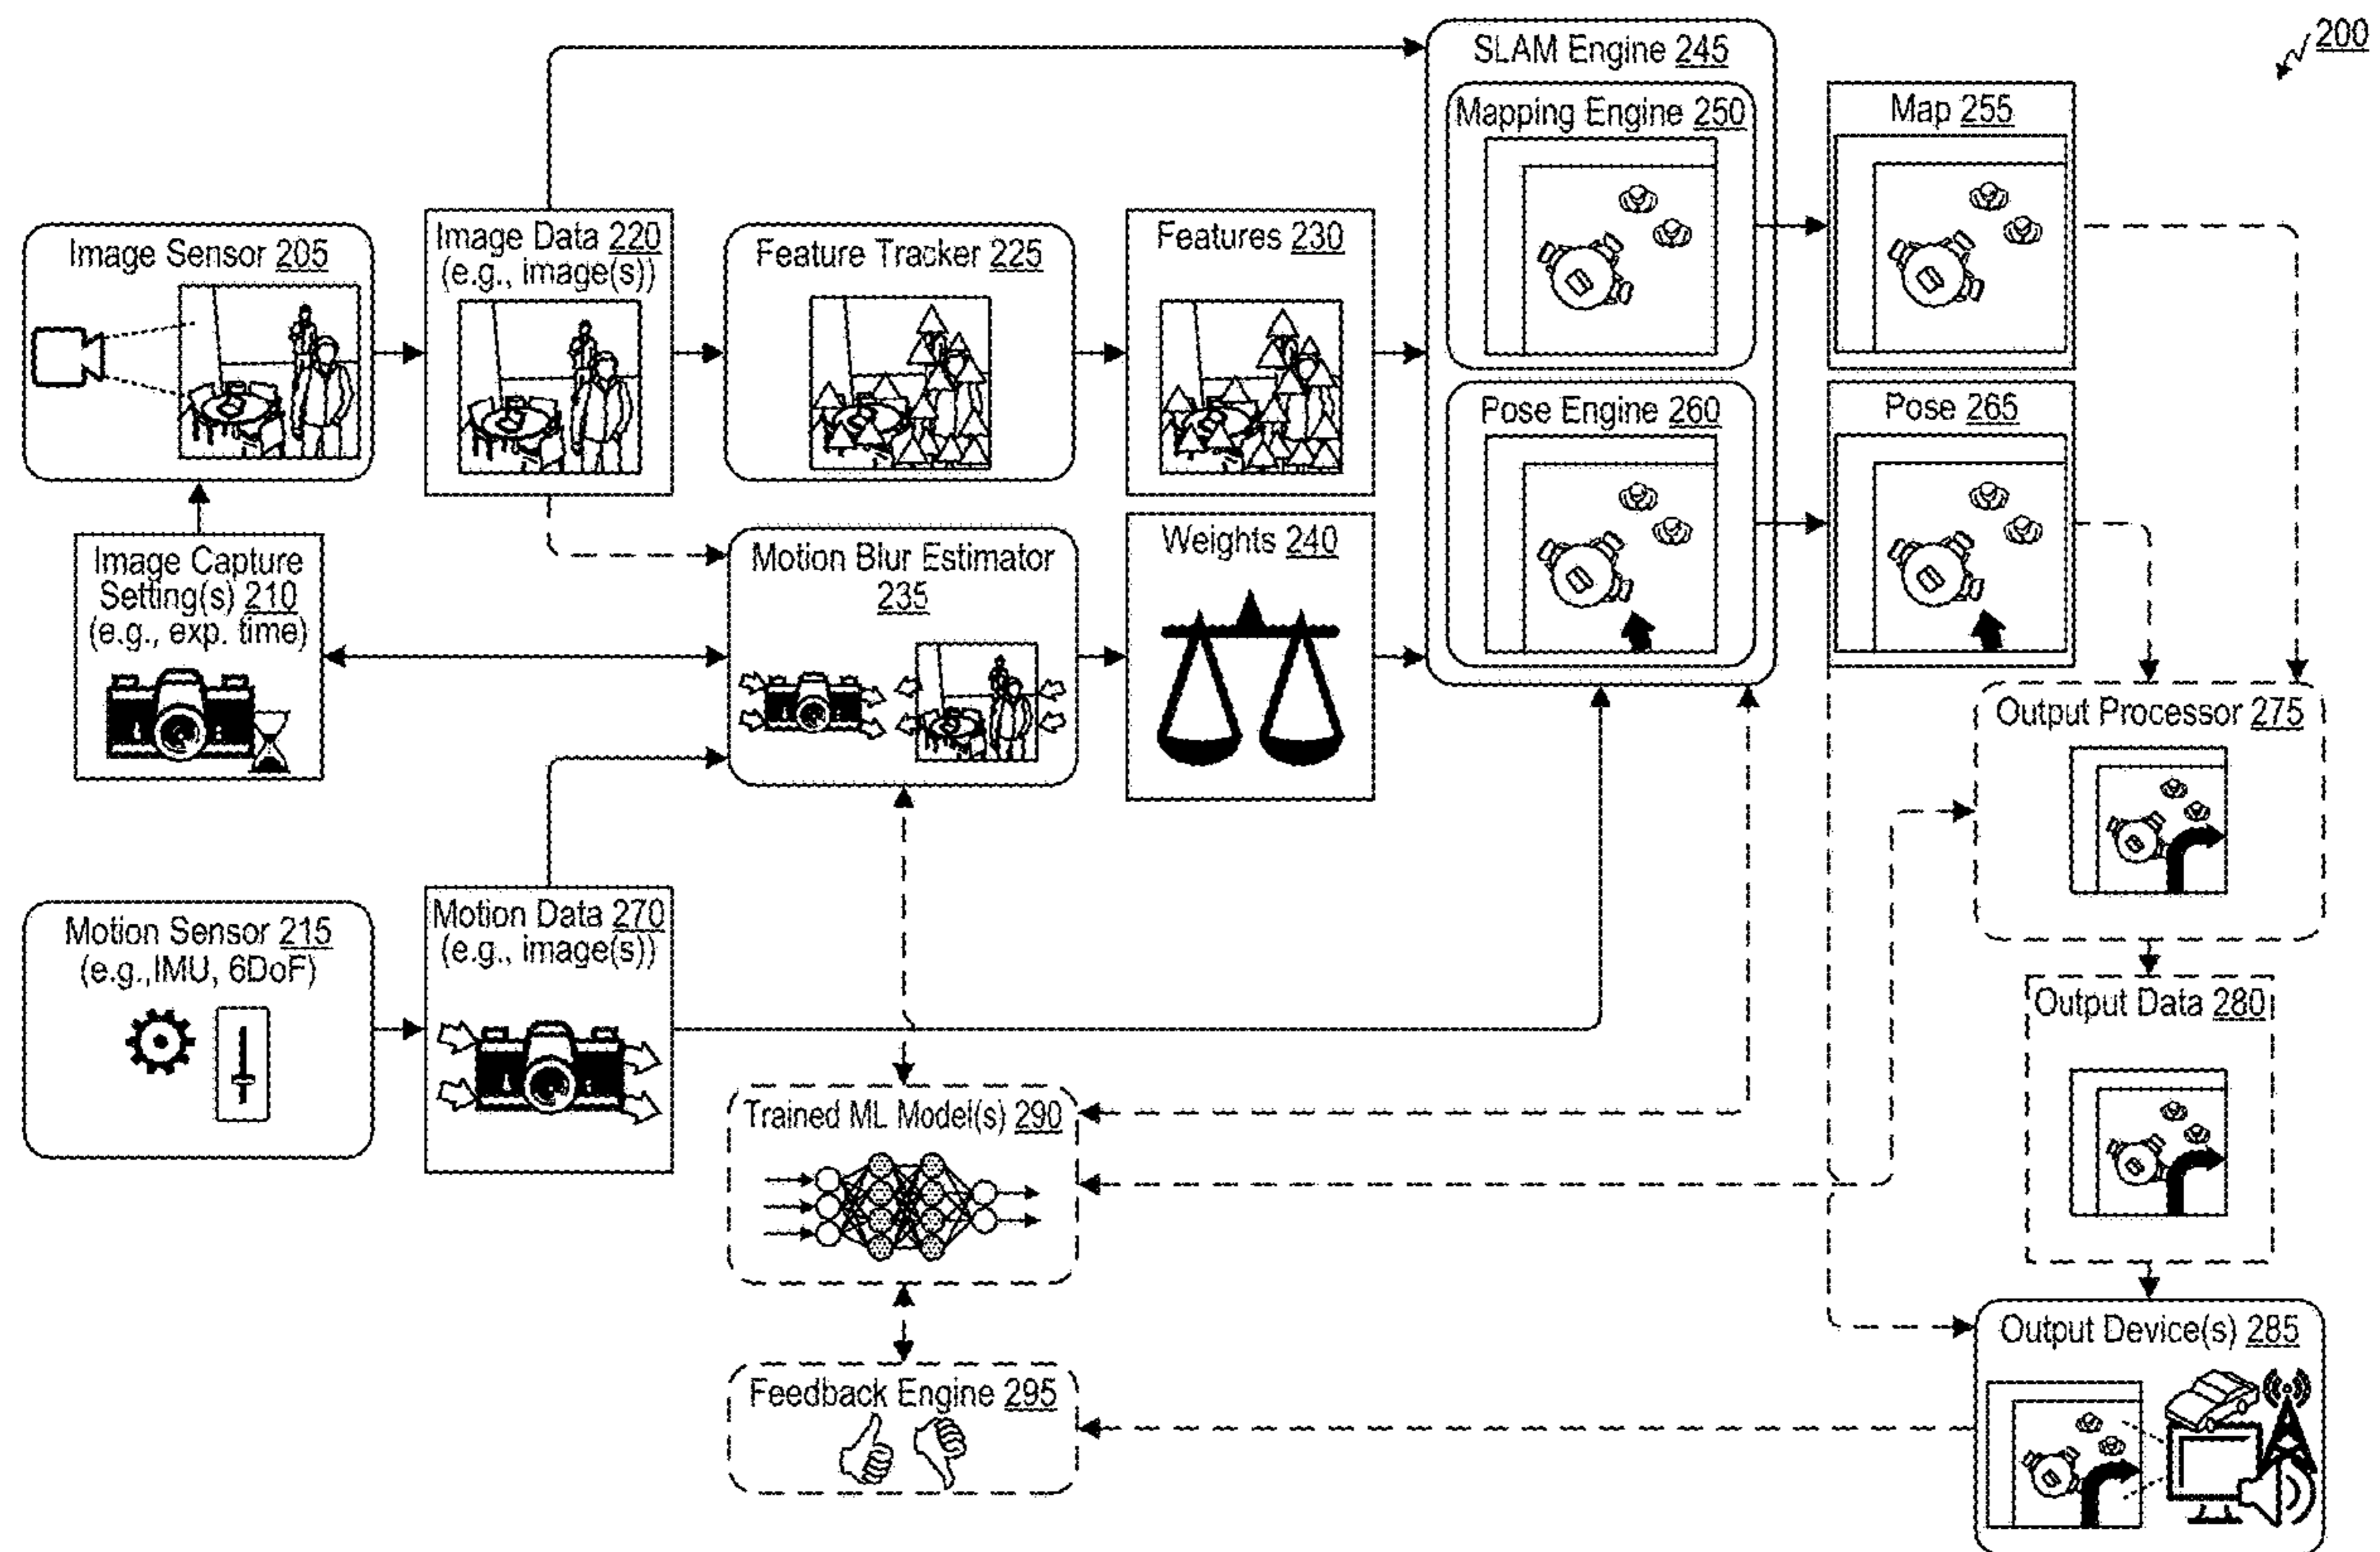 200
SLAM Engine 245
Mapping Engine 250
Map 255
Image Sensor 205
Image Data 220
(e.g., image(s))
Feature Tracker 225
Features 230
Pose Engine 260
Pose 265
Image Capture
Setting(s) 210
(e.g., exp. time)
Motion Blur Estimator
235
Weights 240
Output Processor 275
Motion Sensor 215
(e.g.,IMU, 6DoF)
Motion Data 270
(e.g., image(s))
Output Data 280
Trained ML Model(s) 290
Output Device(s) 285
Feedback Engine 295